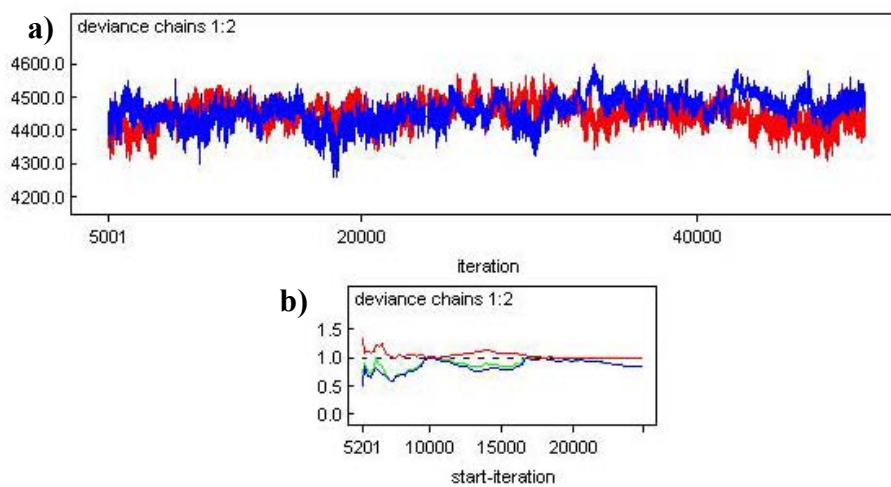 a)
deviance chains 1:2
4600.0
4500.0
4400.0
4300.0
4200.0
5001 20000 40000
iteration
b)
deviance chains 1:2
1.5
1.0
0.5
0.0
5201 10000 15000 20000
start-iteration